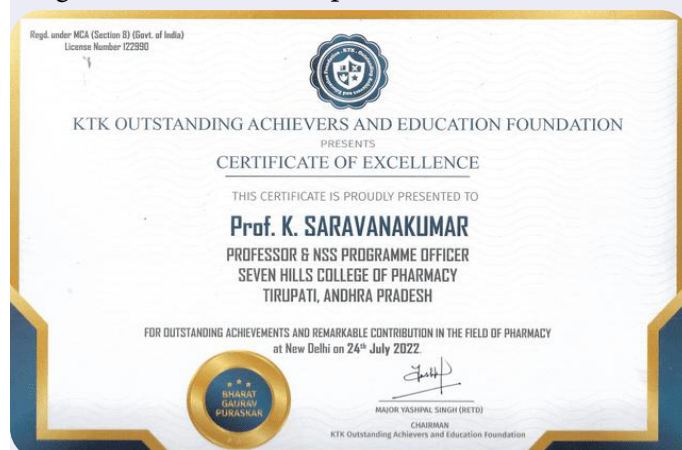 Regd. under MCA (Section 8) (Govt. of India)
License Number 122990
KTK OUTSTANDING ACHIEVERS AND EDUCATION FOUNDATION
PRESENTS
CERTIFICATE OF EXCELLENCE
THIS CERTIFICATE IS PROUDLY PRESENTED TO
Prof. K. SARAVANAKUMAR
PROFESSOR & NSS PROGRAMME OFFICER
SEVEN HILLS COLLEGE OF PHARMACY
TIRUPATI, ANDHRA PRADESH
FOR OUTSTANDING ACHIEVEMENTS AND REMARKABLE CONTRIBUTION IN THE FIELD OF PHARMACY
at New Delhi on 24th July 2022.
BHARAT
GAURAV
PURASKAR
MAJOR YASHPAL SINGH (RETD)
CHAIRMAN
KTK Outstanding Achievers and Education Foundation